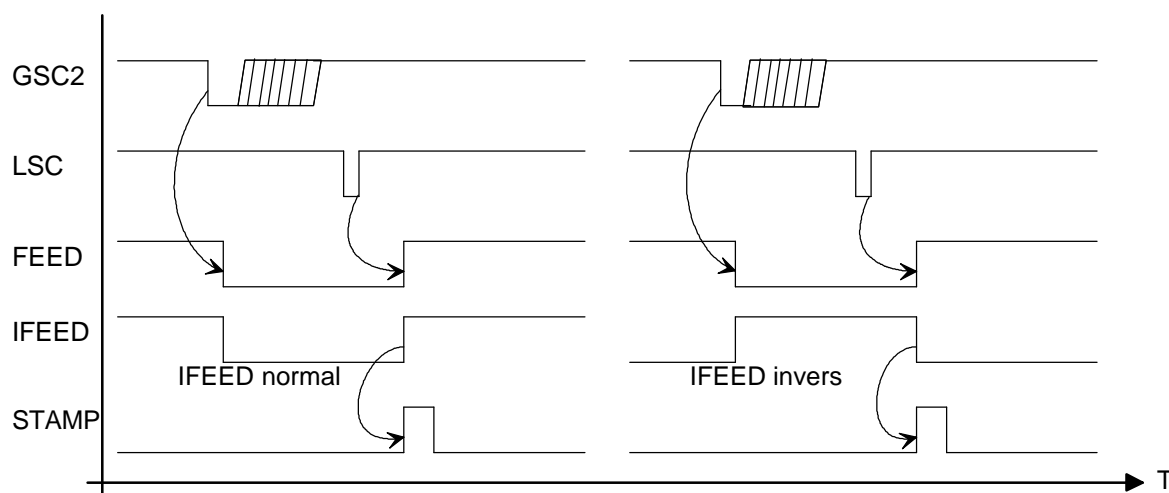 GSC2
LSC
FEED
IFEED
IFEED normal
IFEED invers
STAMP
T